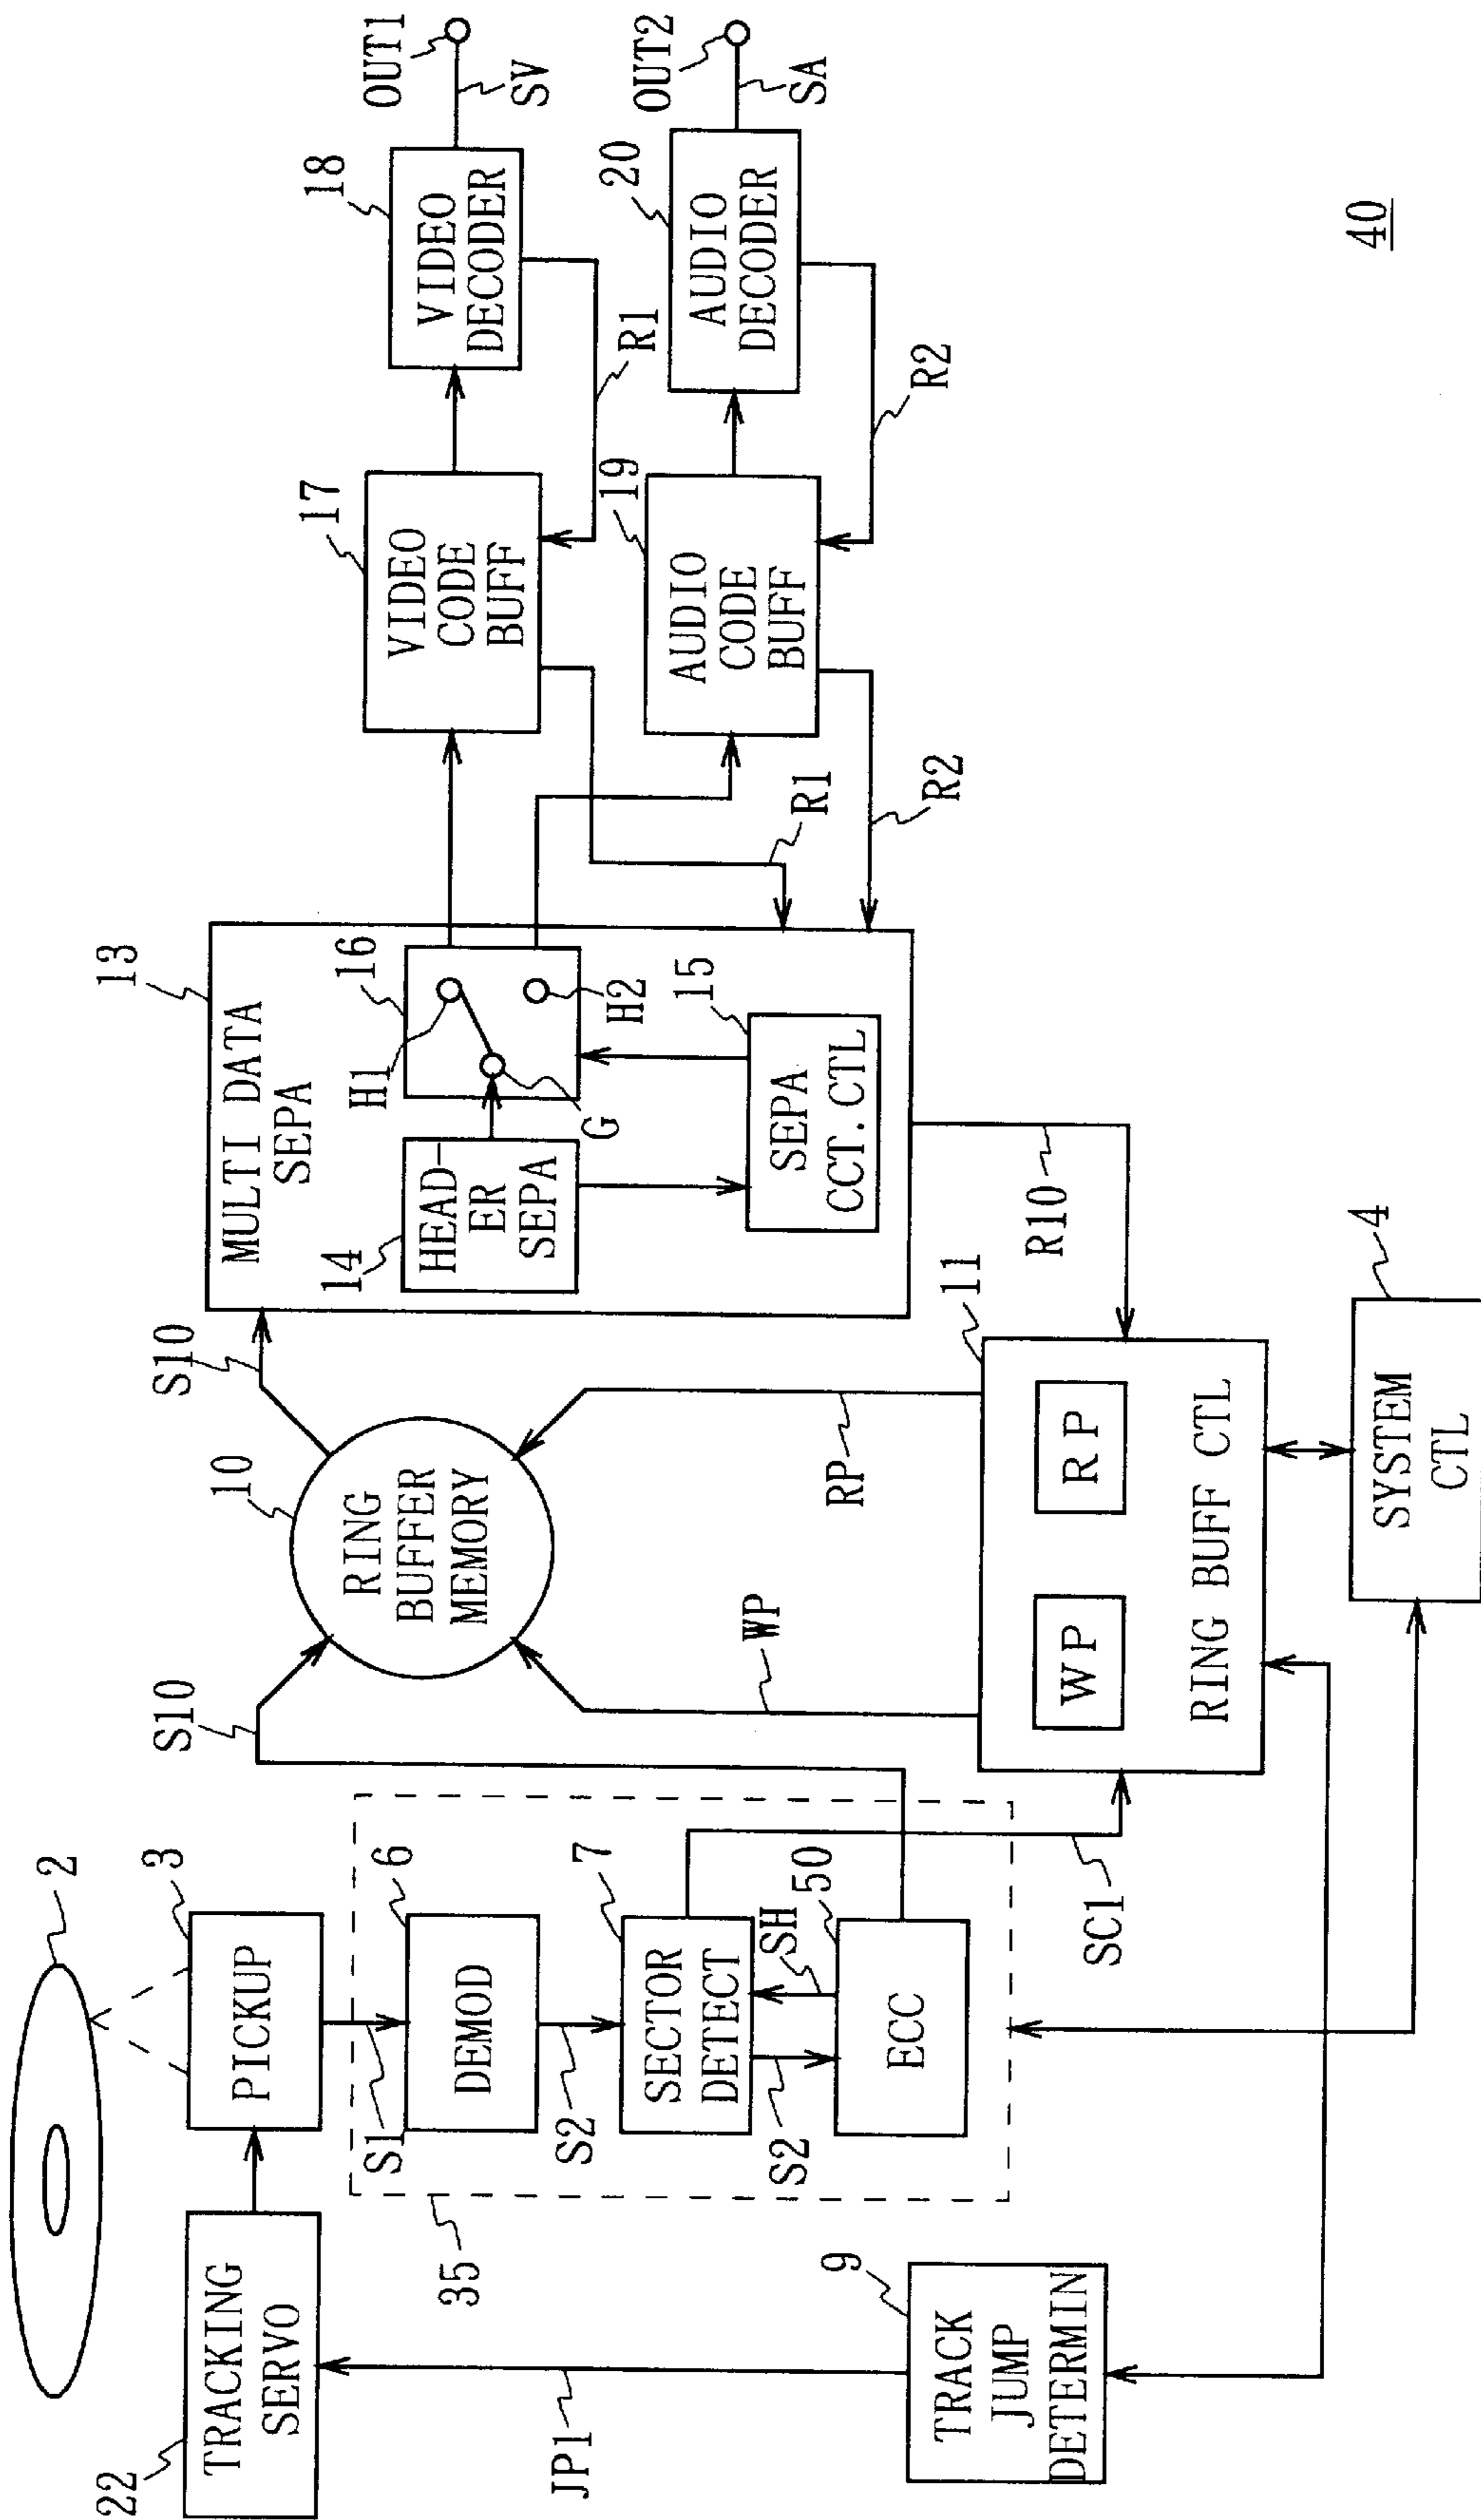 2
22
TRACKING
SERVO
3
PICKUP
S1
6
DEMOD
S2
7
SECTOR
DETECT
S2
SH
50
ECC
35
JP1
9
TRACK
JUMP
DETERMIN
SC1
S10
10
RING
BUFFER
MEMORY
S10
WP
RP
11
WP
RP
RING BUFF CTL
4
SYSTEM
CTL
R10
13
MULTI DATA
SEPA
14
HEAD-
ER
SEPA
16
H1
G
H2
15
SEPA
CCT.CTL
17
VIDEO
CODE
BUFF
R1
18
VIDEO
DECODER
R1
OUT1
SV
19
AUDIO
CODE
BUFF
R2
20
AUDIO
DECODER
R2
OUT2
SA
40